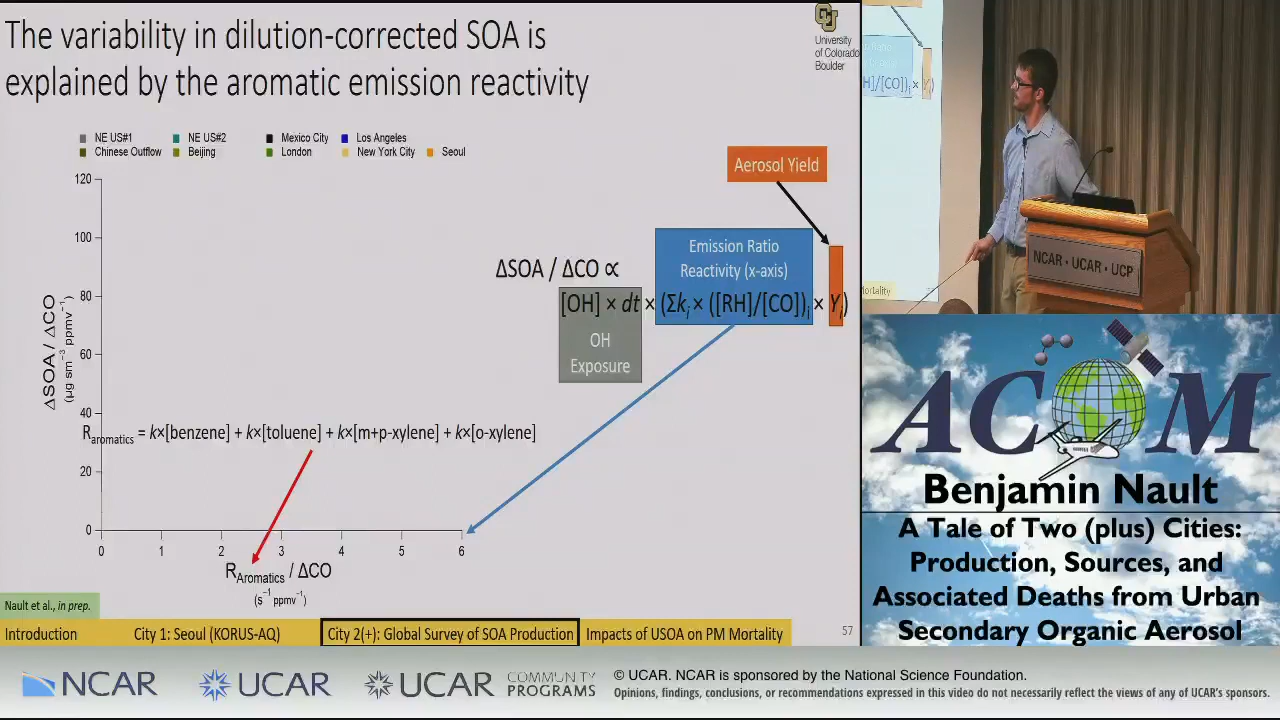 The variability in dilution-corrected SOA is
explained by the aromatic emission reactivity
University
of Colorado
Boulder
NE US#1
NE US#2
Mexico City
Los Angeles
Chinese Outflow
Beijing
London
New York City
Seoul
120
100
80
60
40
20
0
ΔSOA / ΔCO
(µg sm⁻³ ppmv⁻¹)
0 1 2 3 4 5 6
R_Aromatics / ΔCO
(s⁻¹ ppmv⁻¹)
R_aromatics = k×[benzene] + k×[toluene] + k×[m+p-xylene] + k×[o-xylene]
Aerosol Yield
Emission Ratio
Reactivity (x-axis)
ΔSOA / ΔCO ∝
[OH] × dt × (Σk_i × ([RH]/[CO])_i × Y_i)
OH
Exposure
Nault et al., in prep.
Introduction
City 1: Seoul (KORUS-AQ)
City 2(+): Global Survey of SOA Production
Impacts of USOA on PM Mortality
57
NCAR • UCAR • UCP
ortality
ACOM
Benjamin Nault
A Tale of Two (plus) Cities:
Production, Sources, and
Associated Deaths from Urban
Secondary Organic Aerosol
NCAR
UCAR
UCAR
COMMUNITY
PROGRAMS
© UCAR. NCAR is sponsored by the National Science Foundation.
Opinions, findings, conclusions, or recommendations expressed in this video do not necessarily reflect the views of any of UCAR's sponsors.